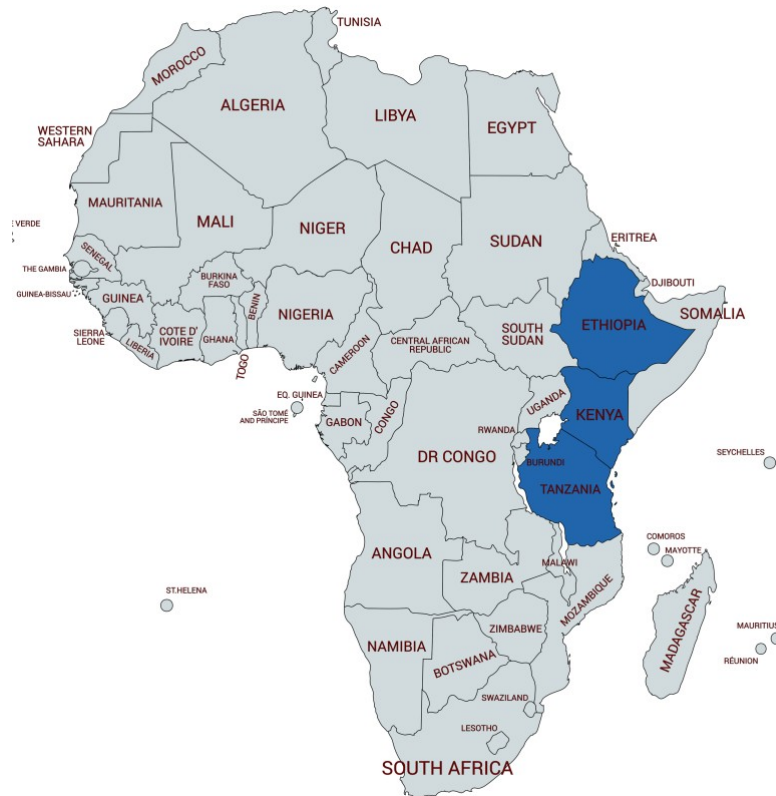 TUNISIA
MOROCCO
ALGERIA
LIBYA
EGYPT
WESTERN
SAHARA
MAURITANIA
MALI
NIGER
CHAD
SUDAN
ERITREA
E VERDE
SENEGAL
THE GAMBIA
GUINEA-BISSAU
GUINEA
BURKINA
FASO
BENIN
NIGERIA
DJIBOUTI
SOMALIA
ETHIOPIA
SOUTH
SUDAN
SIERRA
LEONE
LIBERIA
COTE D'
IVOIRE
GHANA
TOGO
CAMEROON
CENTRAL AFRICAN
REPUBLIC
EQ. GUINEA
SÃO TOMÉ
AND PRÍNCIPE
GABON
CONGO
UGANDA
KENYA
RWANDA
DR CONGO
BURUNDI
TANZANIA
SEYCHELLES
COMOROS
MAYOTTE
ANGOLA
ZAMBIA
MALAWI
MOZAMBIQUE
ST.HELENA
ZIMBABWE
NAMIBIA
BOTSWANA
MADAGASCAR
MAURITIUS
RÉUNION
SWAZILAND
LESOTHO
SOUTH AFRICA